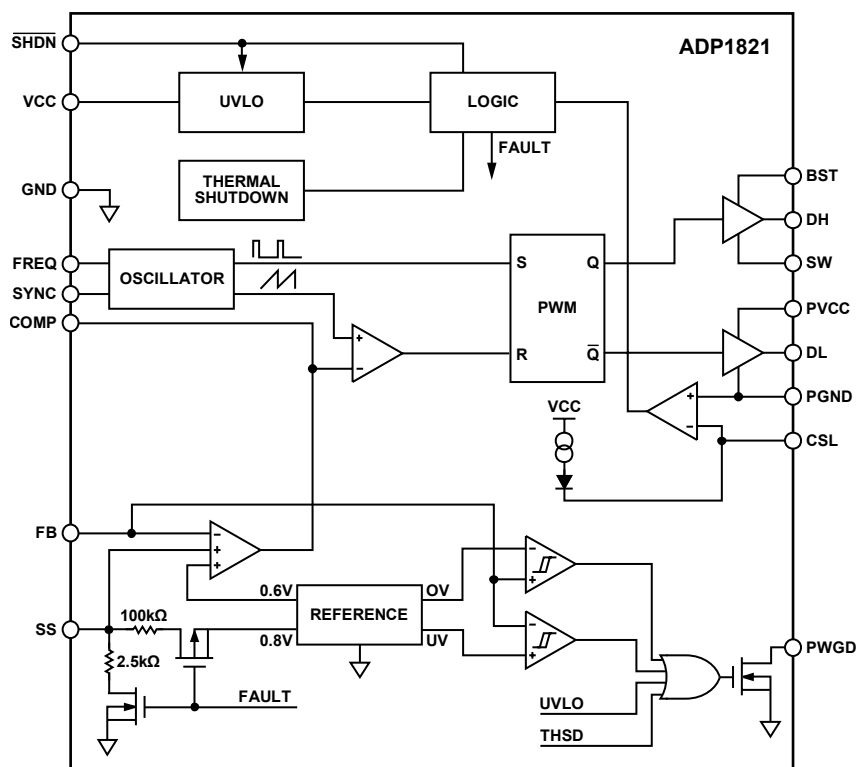 SHDN
ADP1821
VCC
UVLO
LOGIC
FAULT
GND
THERMAL
SHUTDOWN
BST
DH
SW
FREQ
SYNC
COMP
OSCILLATOR
S
Q
PWM
R
Q
PVCC
DL
PGND
CSL
+
−
VCC
+
−
FB
−
+
+
0.6V
OV
REFERENCE
0.8V
UV
−
+
−
+
SS
100kΩ
2.5kΩ
FAULT
UVLO
THSD
PWGD